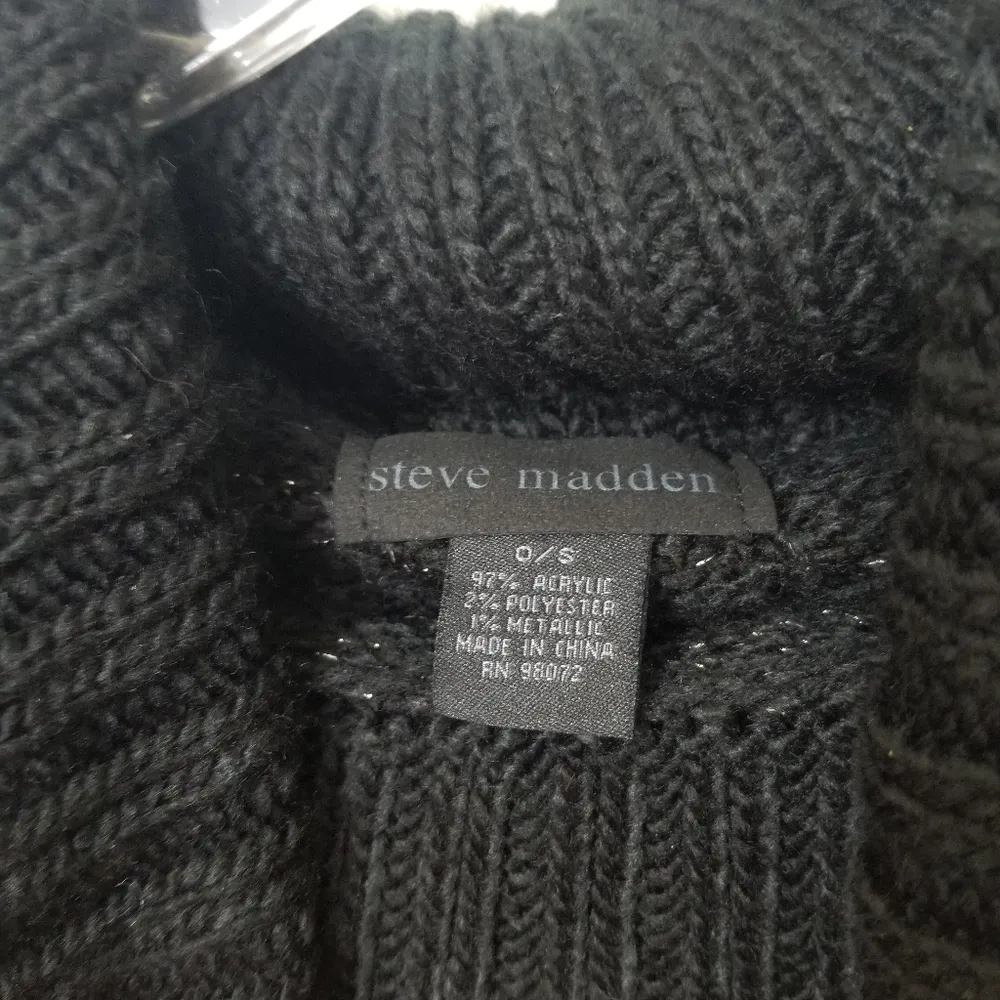 steve madden
O/S
97% ACRYLIC
2% POLYESTER
1% METALLIC
MADE IN CHINA
RN 98072